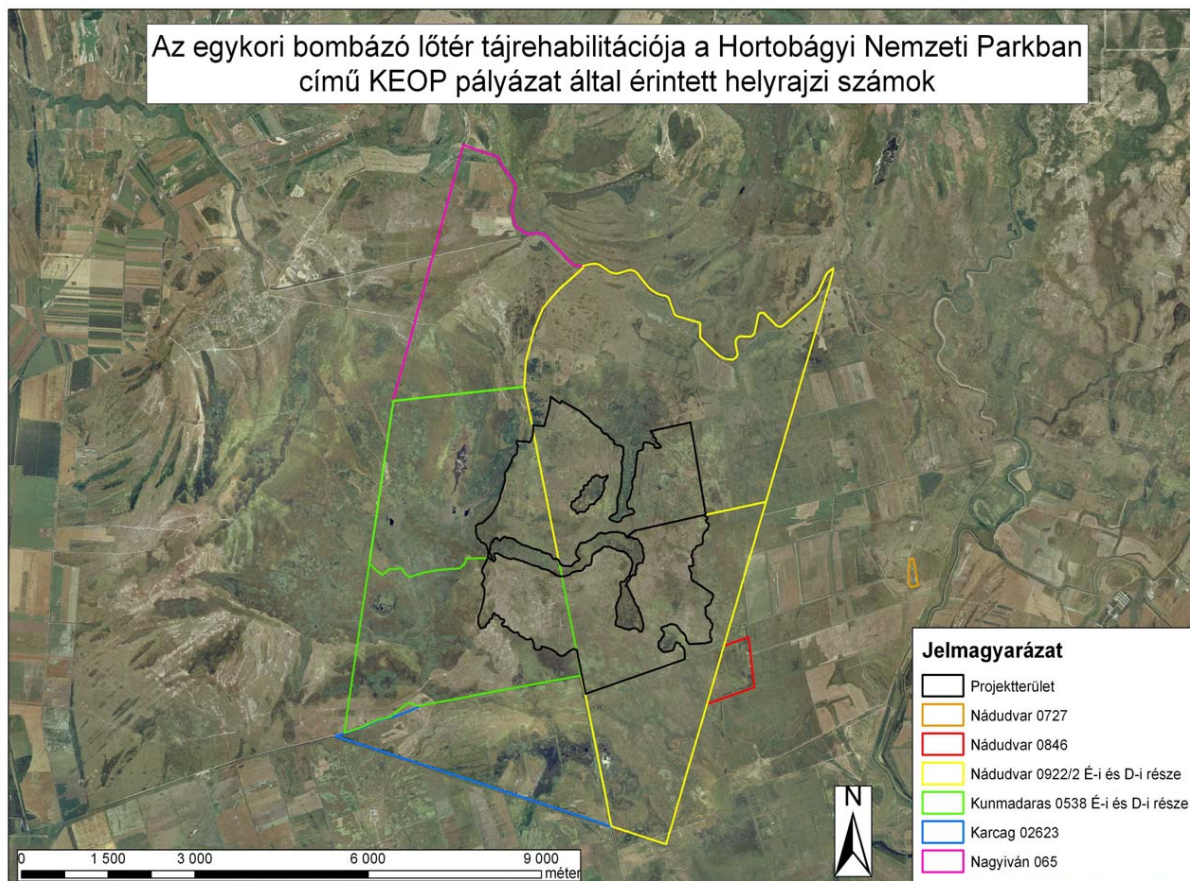 Az egykori bombázó lőtér tájrehabilitációja a Hortobágyi Nemzeti Parkban
című KEOP pályázat által érintett helyrajzi számok
Jelmagyarázat
Projektterület
Nádudvar 0727
Nádudvar 0846
Nádudvar 0922/2 É-i és D-i része
Kunmadaras 0538 É-i és D-i része
Karcag 02623
Nagyiván 065
N
0 1 500 3 000 6 000 9 000
méter